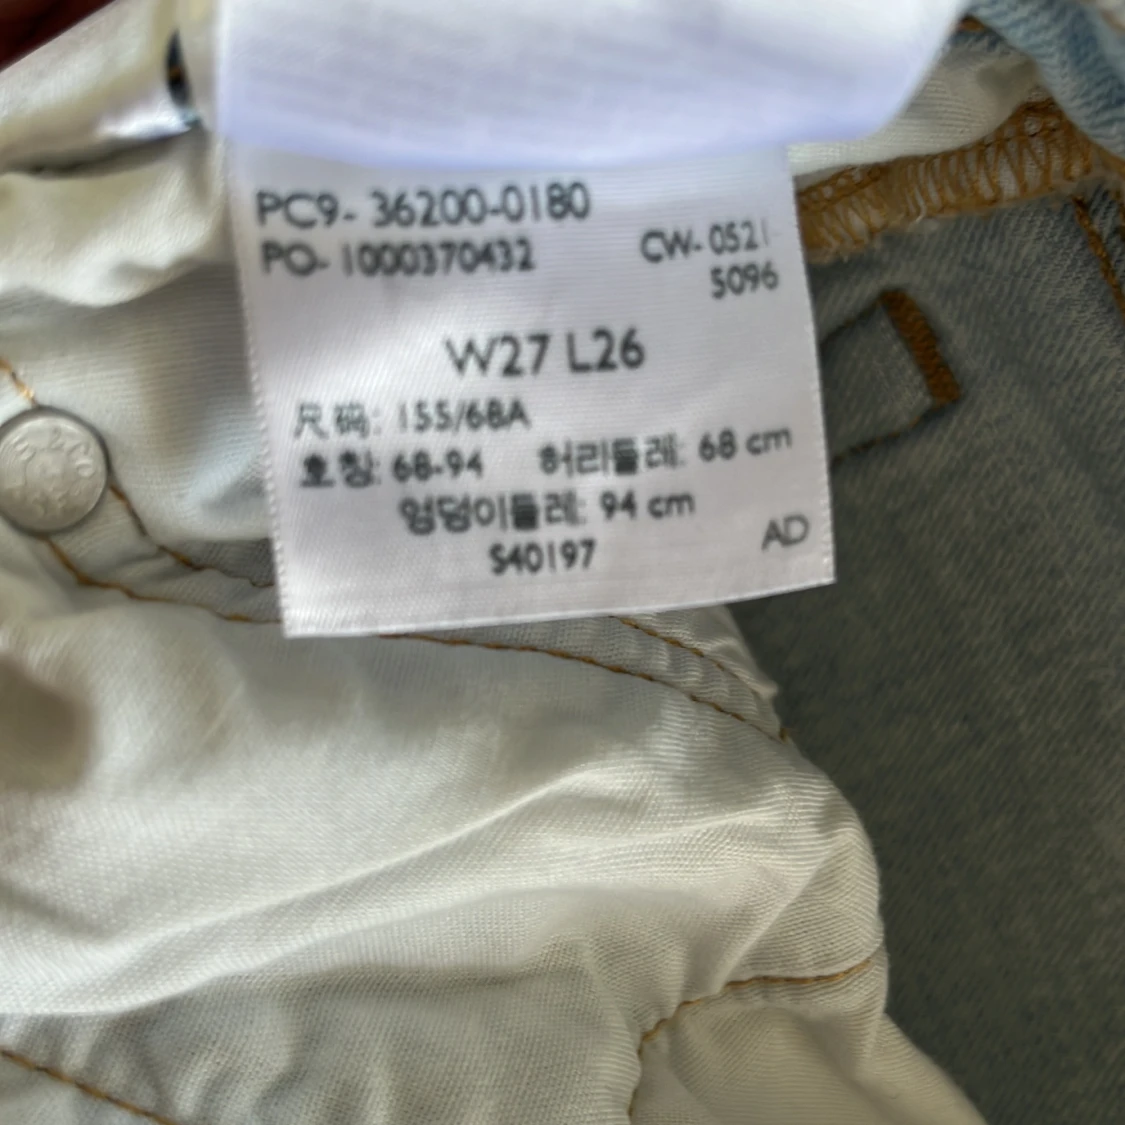 PC9- 36200-0180
PO- 1000370432 CW- 0521
5096
W27 L26
尺码: 155/68A
호칭: 68-94 허리둘레: 68 cm
엉덩이둘레: 94 cm
S40197 AD